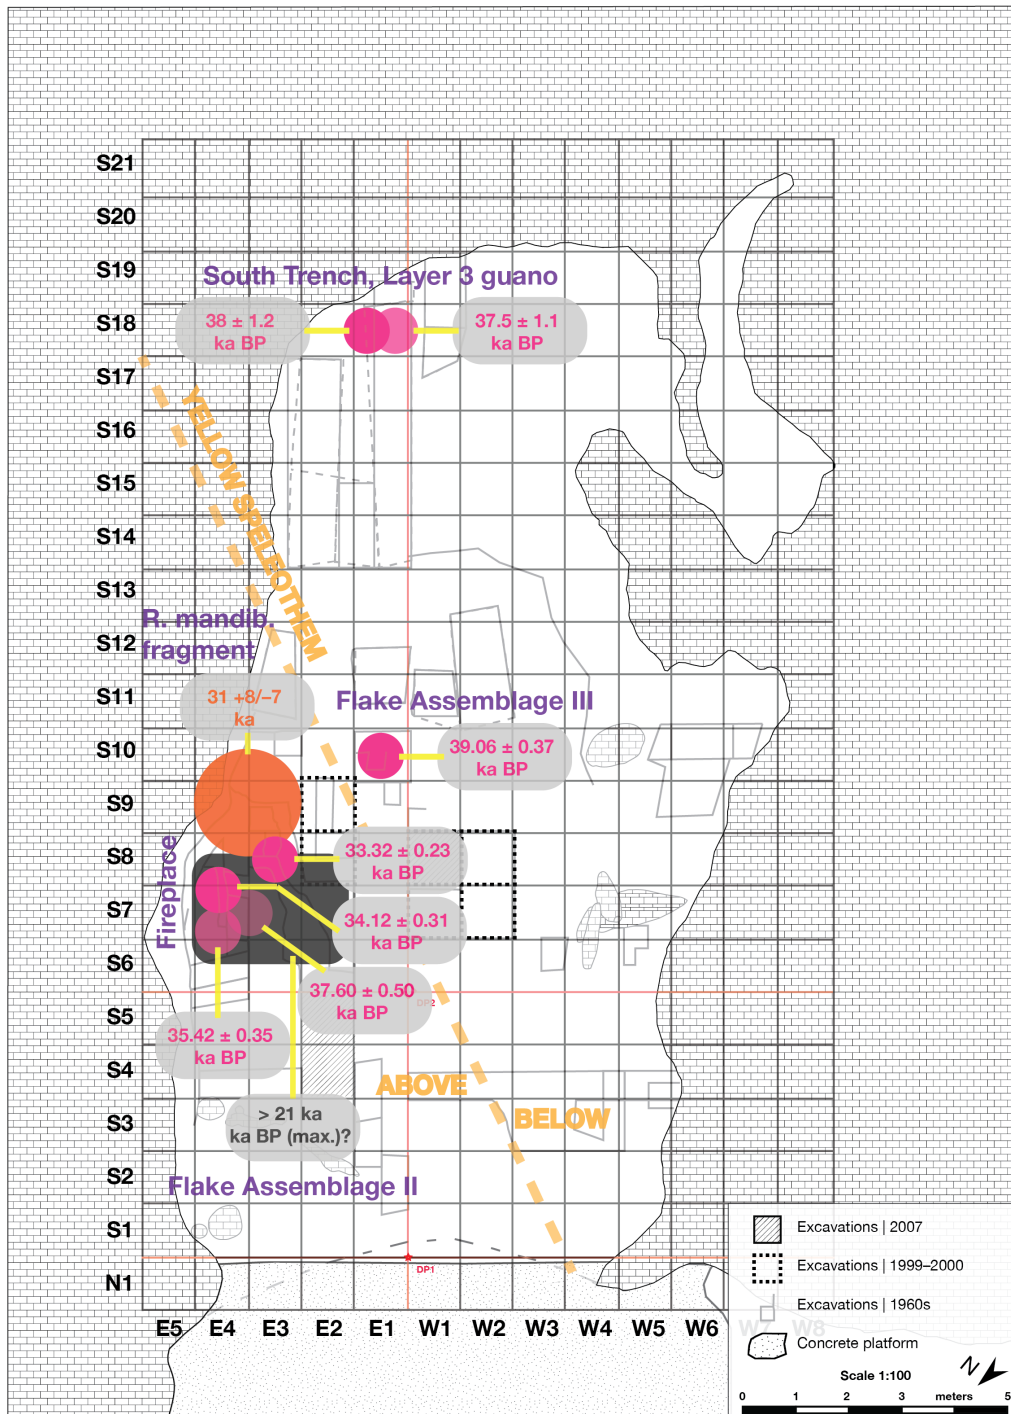 S21
S20
S19
South Trench, Layer 3 guano
S18
38 ± 1.2
ka BP
37.5 ± 1.1
ka BP
S17
S16
YELLOW SPELEOTHEM
S15
S14
S13
R. mandib.
fragment
S12
S11
31 +8/–7
ka
Flake Assemblage III
S10
39.06 ± 0.37
ka BP
S9
S8
33.32 ± 0.23
ka BP
Fireplace
S7
34.12 ± 0.31
ka BP
S6
37.60 ± 0.50
ka BP
DP2
S5
35.42 ± 0.35
ka BP
S4
ABOVE
BELOW
S3
> 21 ka
ka BP (max.)?
S2
Flake Assemblage II
S1
DP1
N1
E5 E4 E3 E2 E1 W1 W2 W3 W4 W5 W6 W7 W8
Excavations | 2007
Excavations | 1999–2000
Excavations | 1960s
Concrete platform
Scale 1:100
N
0 1 2 3 meters 5